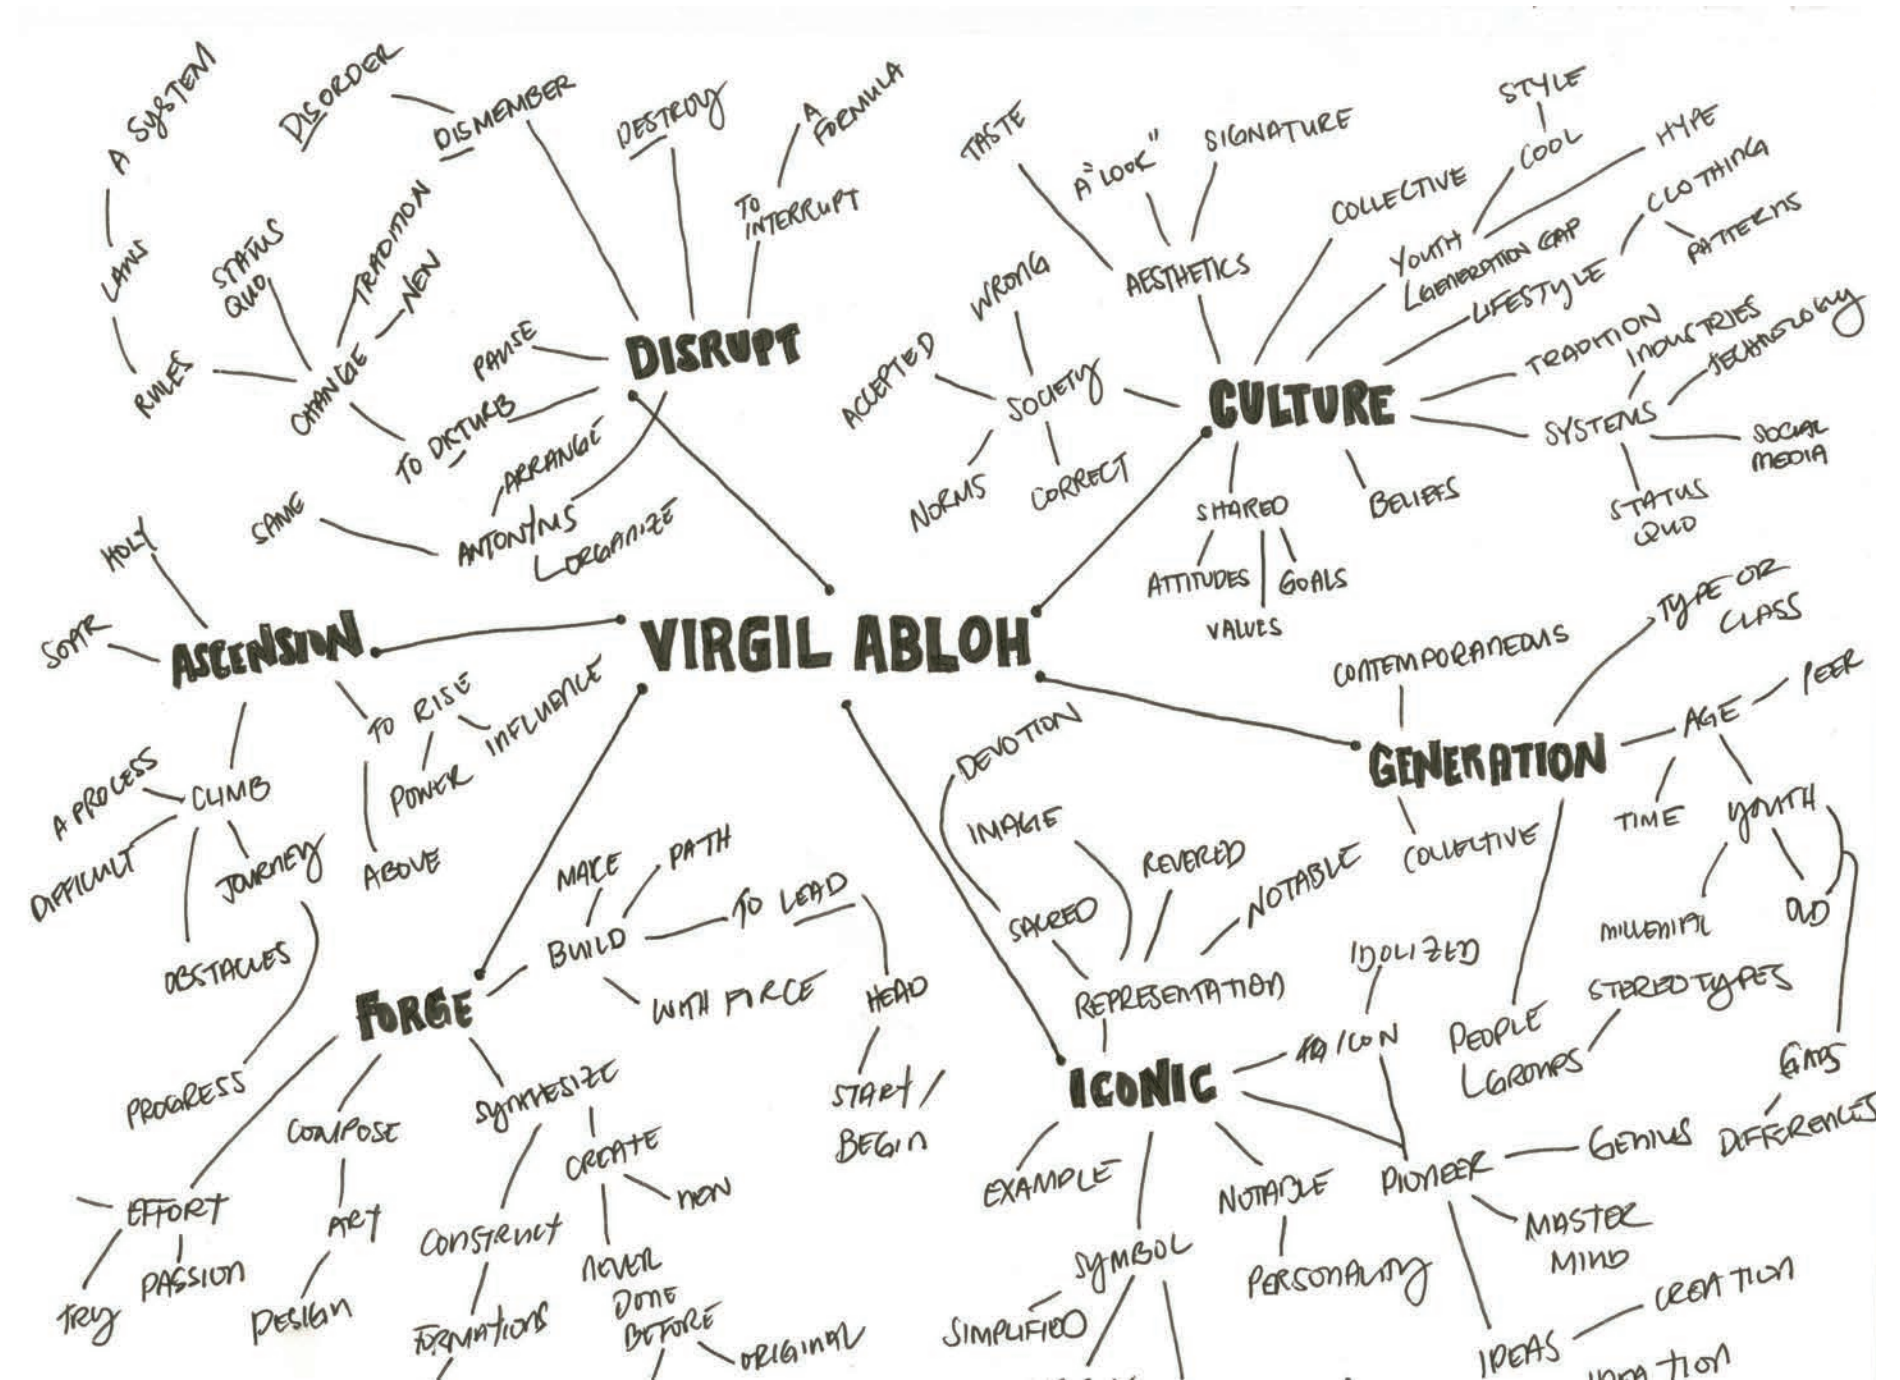 A SYSTEM
LAWS
RULES
DISORDER
DISMEMBER
DESTROY
A
FORMULA
TO
INTERRUPT
STATUS
QUO
TRADITION
NEW
CHANGE
PAUSE
TO DISTURB
DISRUPT
ARRANGE
ANTONYMS
ORGANIZE
SAME
TASTE
A "LOOK"
SIGNATURE
AESTHETICS
COLLECTIVE
STYLE
COOL
HYPE
YOUTH
GENERATION GAP
LIFESTYLE
CLOTHING
PATTERNS
WRONG
ACCEPTED
SOCIETY
NORMS
CORRECT
CULTURE
TRADITION
INDUSTRIES
TECHNOLOGY
SYSTEMS
SOCIAL
MEDIA
STATUS
QUO
BELIEFS
SHARED
ATTITUDES
GOALS
VALUES
HOLY
SOAR
ASCENSION
VIRGIL ABLOH
TO RISE
INFLUENCE
POWER
ABOVE
A PROCESS
CLIMB
DIFFICULT
JOURNEY
OBSTACLES
PROGRESS
CONTEMPORANEOUS
TYPE OR
CLASS
GENERATION
AGE
PEER
TIME
YOUTH
COLLECTIVE
MILLENIAL
OLD
PEOPLE
GROUPS
STEREOTYPES
GAPS
DIFFERENCES
DEVOTION
IMAGE
REVERED
NOTABLE
SACRED
REPRESENTATION
IDOLIZED
ICON
ICONIC
EXAMPLE
SYMBOL
SIMPLIFIED
NOTABLE
PERSONALITY
PIONEER
GENIUS
MASTER
MIND
IDEAS
CREATION
MAKE
PATH
BUILD
TO LEAD
WITH FORCE
HEAD
START /
BEGIN
FORGE
EFFORT
TRY
PASSION
COMPOSE
ART
DESIGN
SYNTHESIZE
CONSTRUCT
FORMATIONS
CREATE
NEW
NEVER
DONE
BEFORE
ORIGINAL